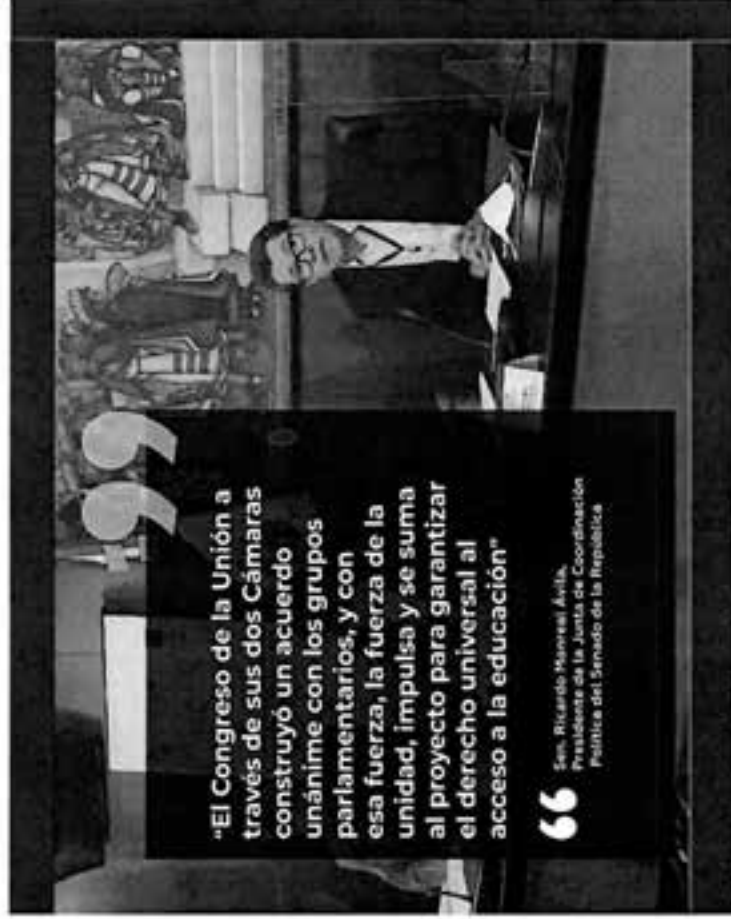 "El Congreso de la Unión a
través de sus dos Cámaras
construyó un acuerdo
unánime con los grupos
parlamentarios, y con
esa fuerza, la fuerza de la
unidad, impulsa y se suma
al proyecto para garantizar
el derecho universal al
acceso a la educación"
Sen. Ricardo Monreal Ávila,
Presidente de la Junta de Coordinación
Política del Senado de la República